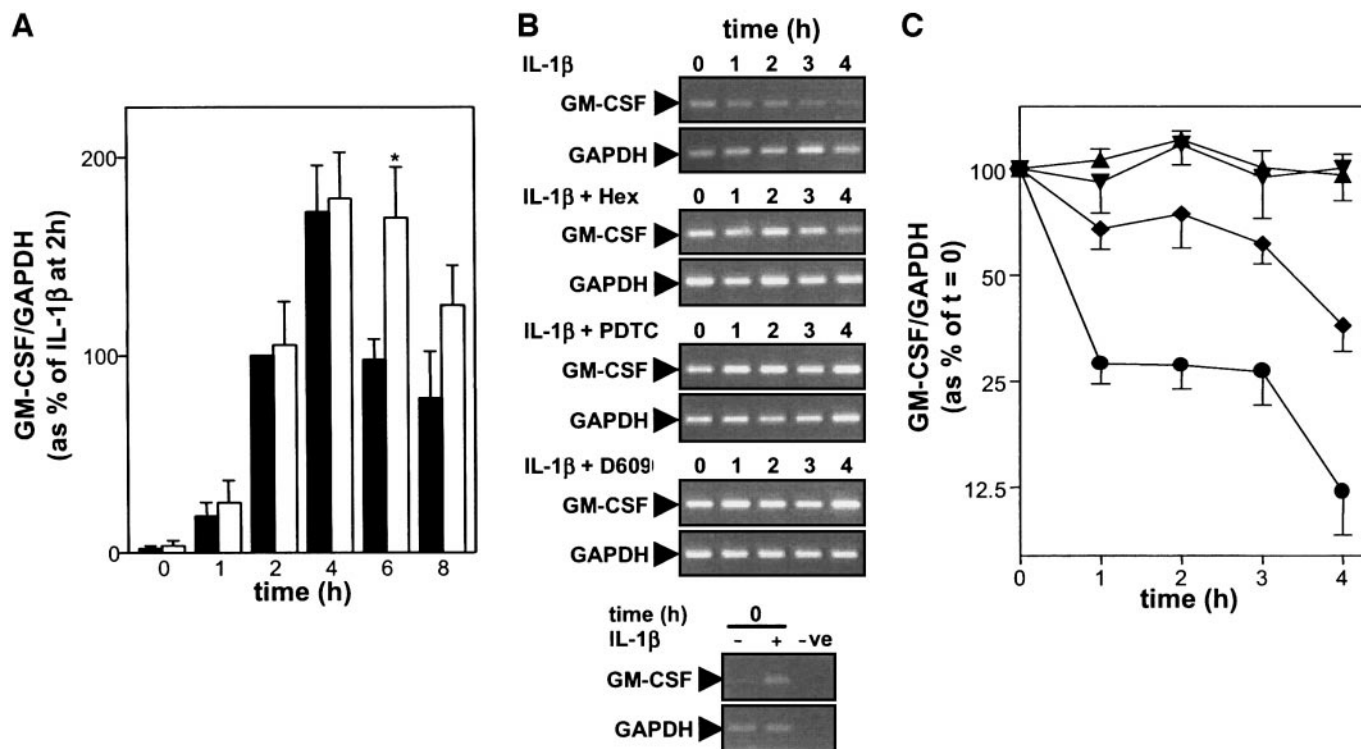 A
GM-CSF/GAPDH
(as % of IL-1β at 2h)
200
100
0
*
0 1 2 4 6 8
time (h)
B
time (h)
IL-1β 0 1 2 3 4
GM-CSF
GAPDH
IL-1β + Hex 0 1 2 3 4
GM-CSF
GAPDH
IL-1β + PDTC 0 1 2 3 4
GM-CSF
GAPDH
IL-1β + D609 0 1 2 3 4
GM-CSF
GAPDH
time (h) 0
IL-1β - + -ve
GM-CSF
GAPDH
C
GM-CSF/GAPDH
(as % of t = 0)
100
50
25
12.5
0 1 2 3 4
time (h)